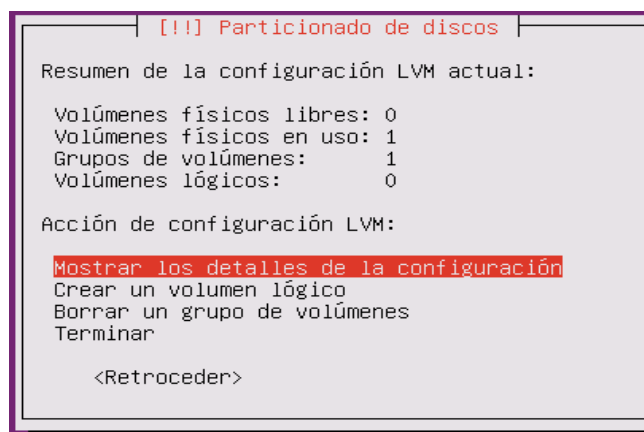 [!!] Particionado de discos
Resumen de la configuración LVM actual:
Volúmenes físicos libres: 0
Volúmenes físicos en uso: 1
Grupos de volúmenes: 1
Volúmenes lógicos: 0
Acción de configuración LVM:
Mostrar los detalles de la configuración
Crear un volumen lógico
Borrar un grupo de volúmenes
Terminar
<Retroceder>